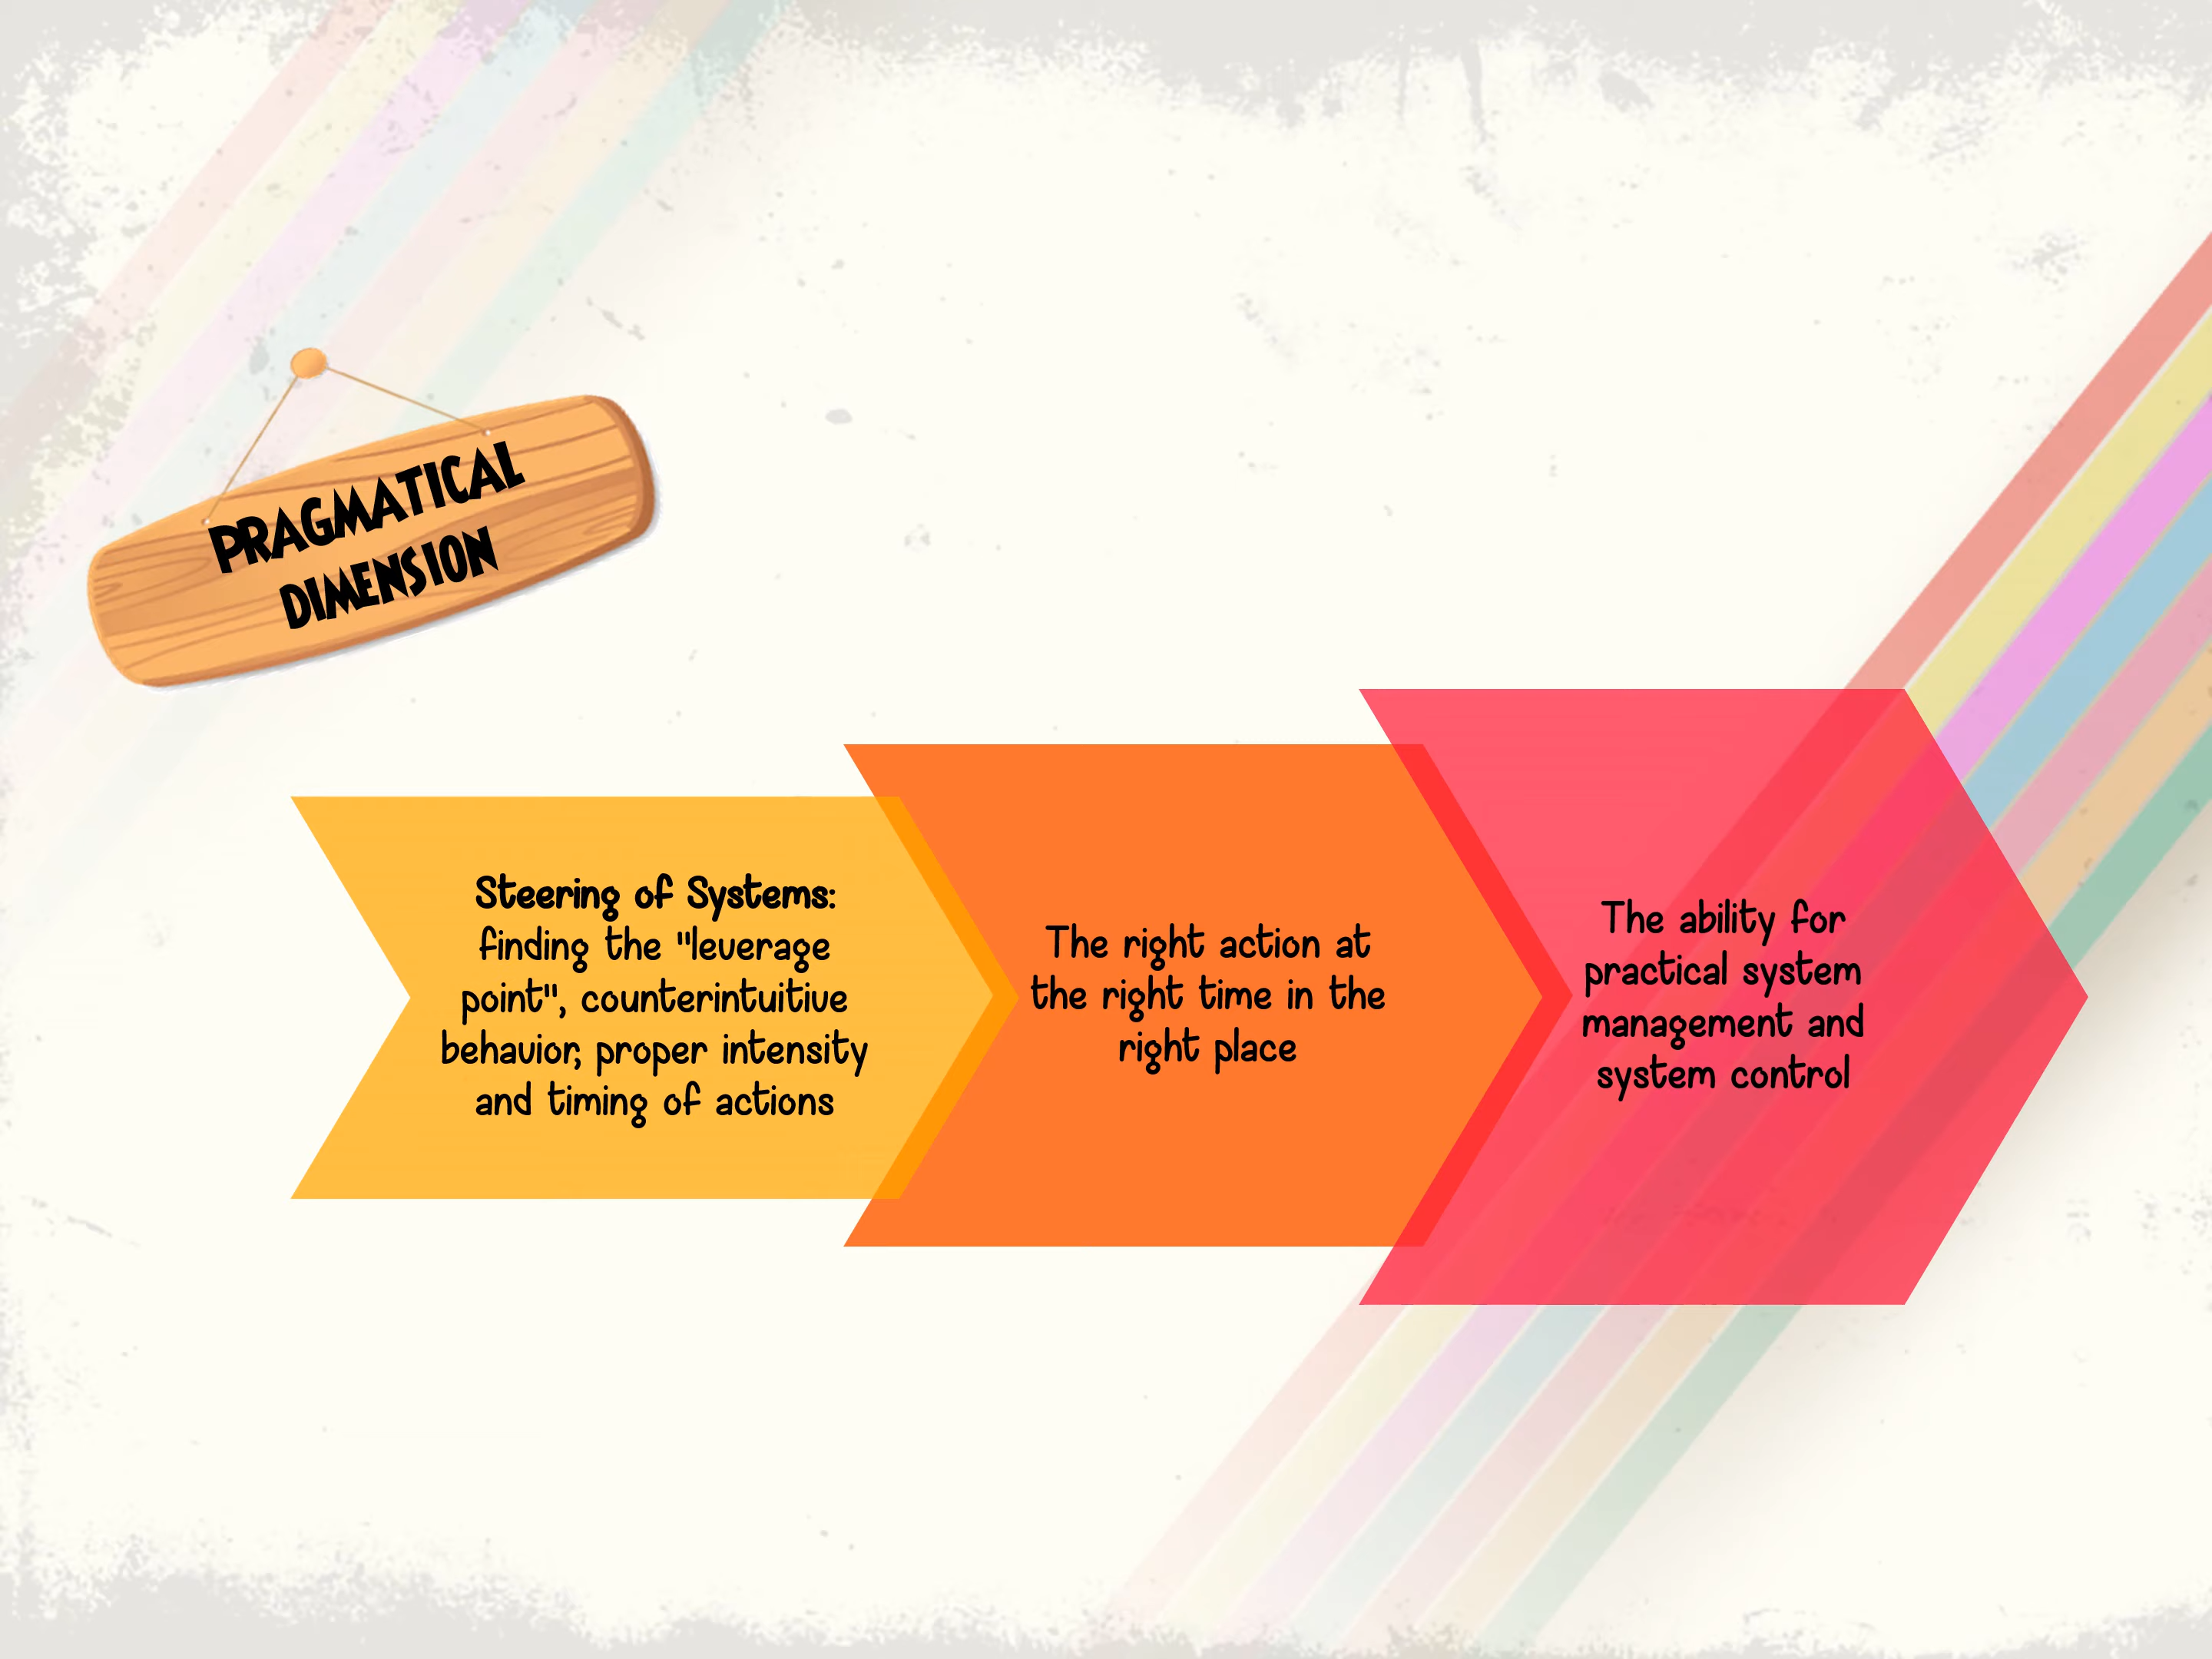 PRAGMATICAL
DIMENSION
Steering of Systems:
finding the "leverage
point", counterintuitive
behavior, proper intensity
and timing of actions
The right action at
the right time in the
right place
The ability for
practical system
management and
system control